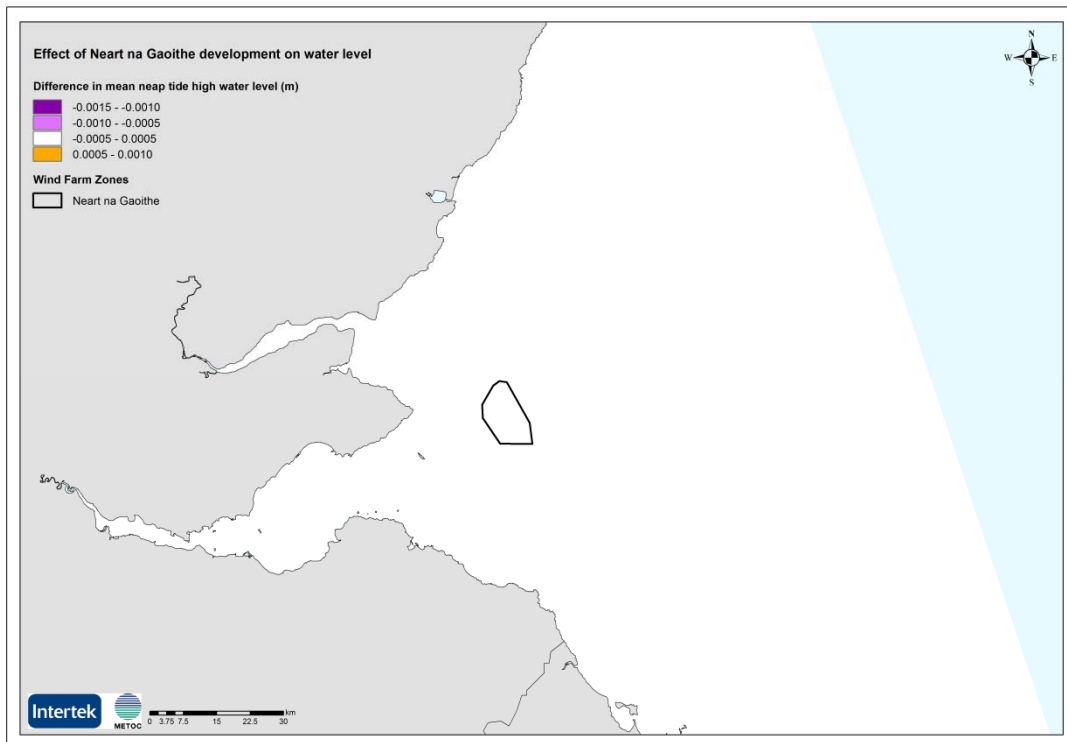 Effect of Neart na Gaoithe development on water level
Difference in mean neap tide high water level (m)
-0.0015 - -0.0010
-0.0010 - -0.0005
-0.0005 - 0.0005
0.0005 - 0.0010
Wind Farm Zones
Neart na Gaoithe
N
W E
S
Intertek
METOC
km
0 3.75 7.5 15 22.5 30